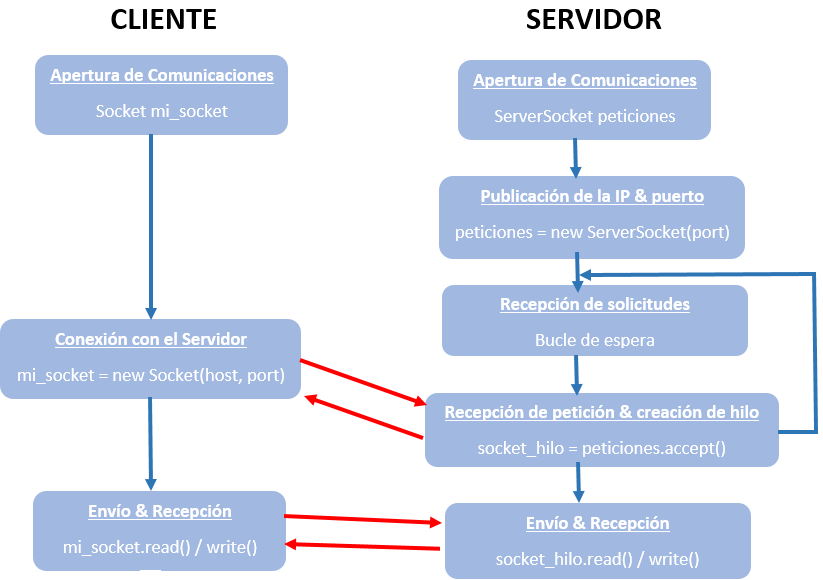 CLIENTE
SERVIDOR
Apertura de Comunicaciones
Socket mi_socket
Apertura de Comunicaciones
ServerSocket peticiones
Publicación de la IP & puerto
peticiones = new ServerSocket(port)
Recepción de solicitudes
Bucle de espera
Conexión con el Servidor
mi_socket = new Socket(host, port)
Recepción de petición & creación de hilo
socket_hilo = peticiones.accept()
Envío & Recepción
mi_socket.read() / write()
Envío & Recepción
socket_hilo.read() / write()